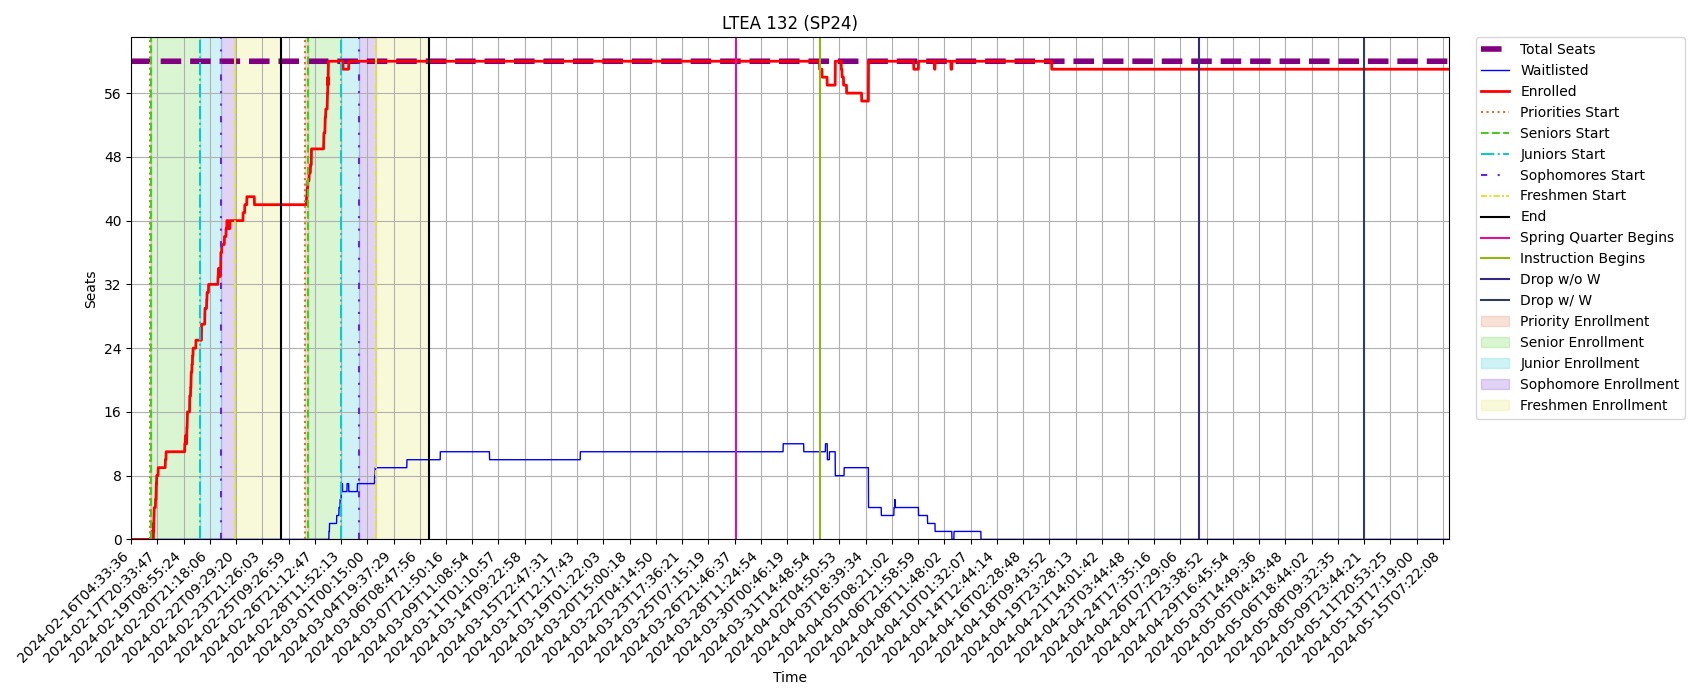 LTEA 132 (SP24)
Seats
56
48
40
32
24
16
8
0
2024-02-16T04:33:36
2024-02-17T20:33:47
2024-02-19T08:55:24
2024-02-20T21:18:06
2024-02-22T09:29:20
2024-02-23T21:26:03
2024-02-25T09:26:59
2024-02-26T21:12:47
2024-02-28T11:52:13
2024-03-01T00:15:00
2024-03-04T19:37:29
2024-03-06T08:47:56
2024-03-07T21:50:16
2024-03-11T01:08:54
2024-03-11T10:10:57
2024-03-14T09:22:58
2024-03-15T22:47:31
2024-03-17T12:17:43
2024-03-19T01:22:03
2024-03-20T15:00:18
2024-03-22T04:14:50
2024-03-23T17:36:21
2024-03-25T07:15:19
2024-03-26T21:46:37
2024-03-28T11:24:54
2024-03-30T00:46:19
2024-03-31T14:48:54
2024-04-02T04:50:53
2024-04-03T18:39:34
2024-04-05T08:21:02
2024-04-06T21:58:59
2024-04-08T11:48:02
2024-04-10T01:32:07
2024-04-14T12:44:14
2024-04-16T02:28:48
2024-04-18T09:43:52
2024-04-19T23:28:13
2024-04-21T14:01:42
2024-04-23T03:44:48
2024-04-24T17:35:16
2024-04-26T07:29:06
2024-04-27T23:38:52
2024-04-29T16:45:54
2024-05-03T14:49:36
2024-05-05T04:43:48
2024-05-06T18:44:02
2024-05-08T09:32:35
2024-05-09T23:44:21
2024-05-11T20:53:25
2024-05-13T17:19:00
2024-05-15T07:22:08
Time
Total Seats
Waitlisted
Enrolled
Priorities Start
Seniors Start
Juniors Start
Sophomores Start
Freshmen Start
End
Spring Quarter Begins
Instruction Begins
Drop w/o W
Drop w/ W
Priority Enrollment
Senior Enrollment
Junior Enrollment
Sophomore Enrollment
Freshmen Enrollment